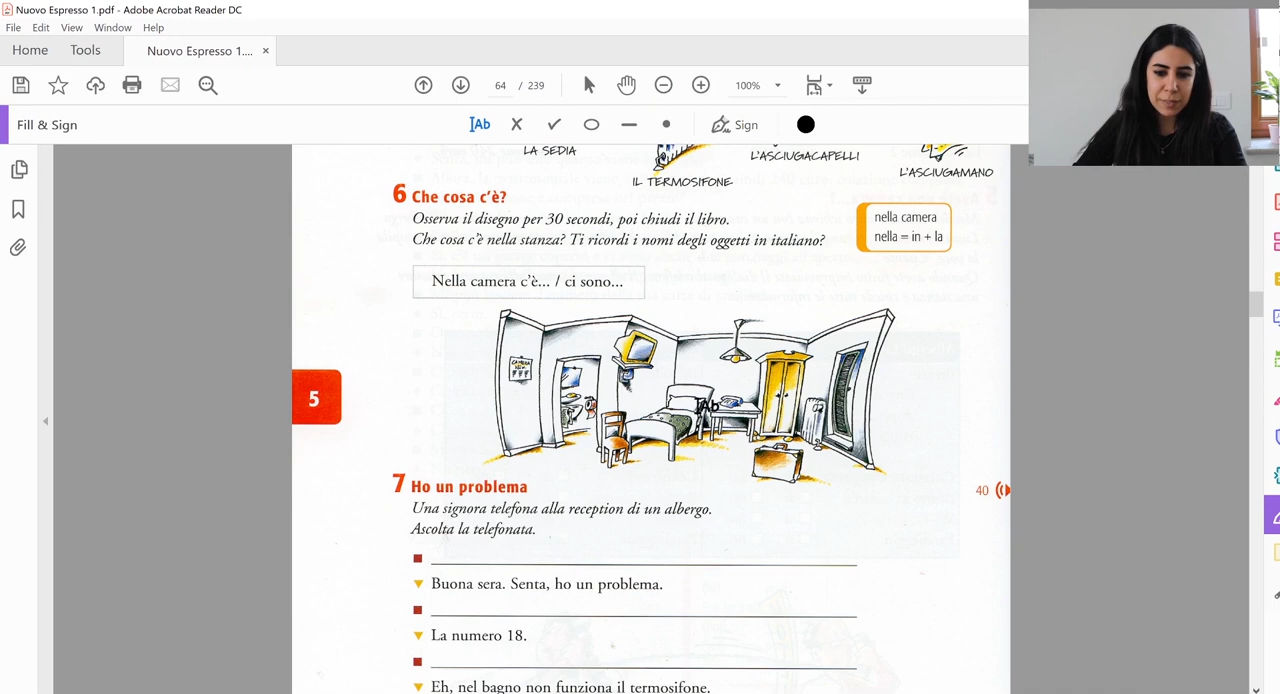 Nuovo Espresso 1.pdf - Adobe Acrobat Reader DC
File Edit View Window Help
Home Tools Nuovo Espresso 1.... ×
64 / 239 100%
Fill & Sign Ab Sign
LA SEDIA
IL TERMOSIFONE
L'ASCIUGACAPELLI
L'ASCIUGAMANO
6 Che cosa c'è?
Osserva il disegno per 30 secondi, poi chiudi il libro.
Che cosa c'è nella stanza? Ti ricordi i nomi degli oggetti in italiano?
nella camera
nella = in + la
Nella camera c'è... / ci sono...
CAMERA
Ab
5
7 Ho un problema
40
Una signora telefona alla reception di un albergo.
Ascolta la telefonata.
Buona sera. Senta, ho un problema.
La numero 18.
Eh, nel bagno non funziona il termosifone.